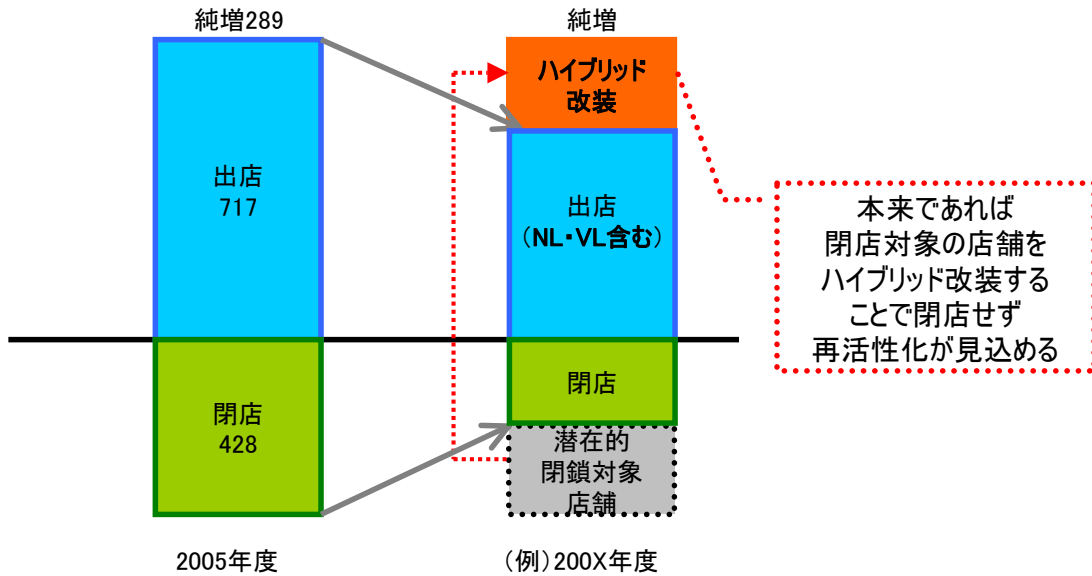 純増289
出店
717
閉店
428
2005年度
純増
ハイブリッド
改装
出店
(NL・VL含む)
閉店
潜在的
閉鎖対象
店舗
(例)200X年度
本来であれば
閉店対象の店舗を
ハイブリッド改装する
ことで閉店せず
再活性化が見込める